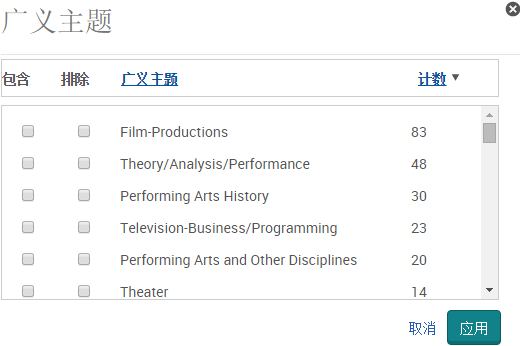 广义主题
包含 排除 广义主题 计数
Film-Productions 83
Theory/Analysis/Performance 48
Performing Arts History 30
Television-Business/Programming 23
Performing Arts and Other Disciplines 20
Theater 14
取消 应用